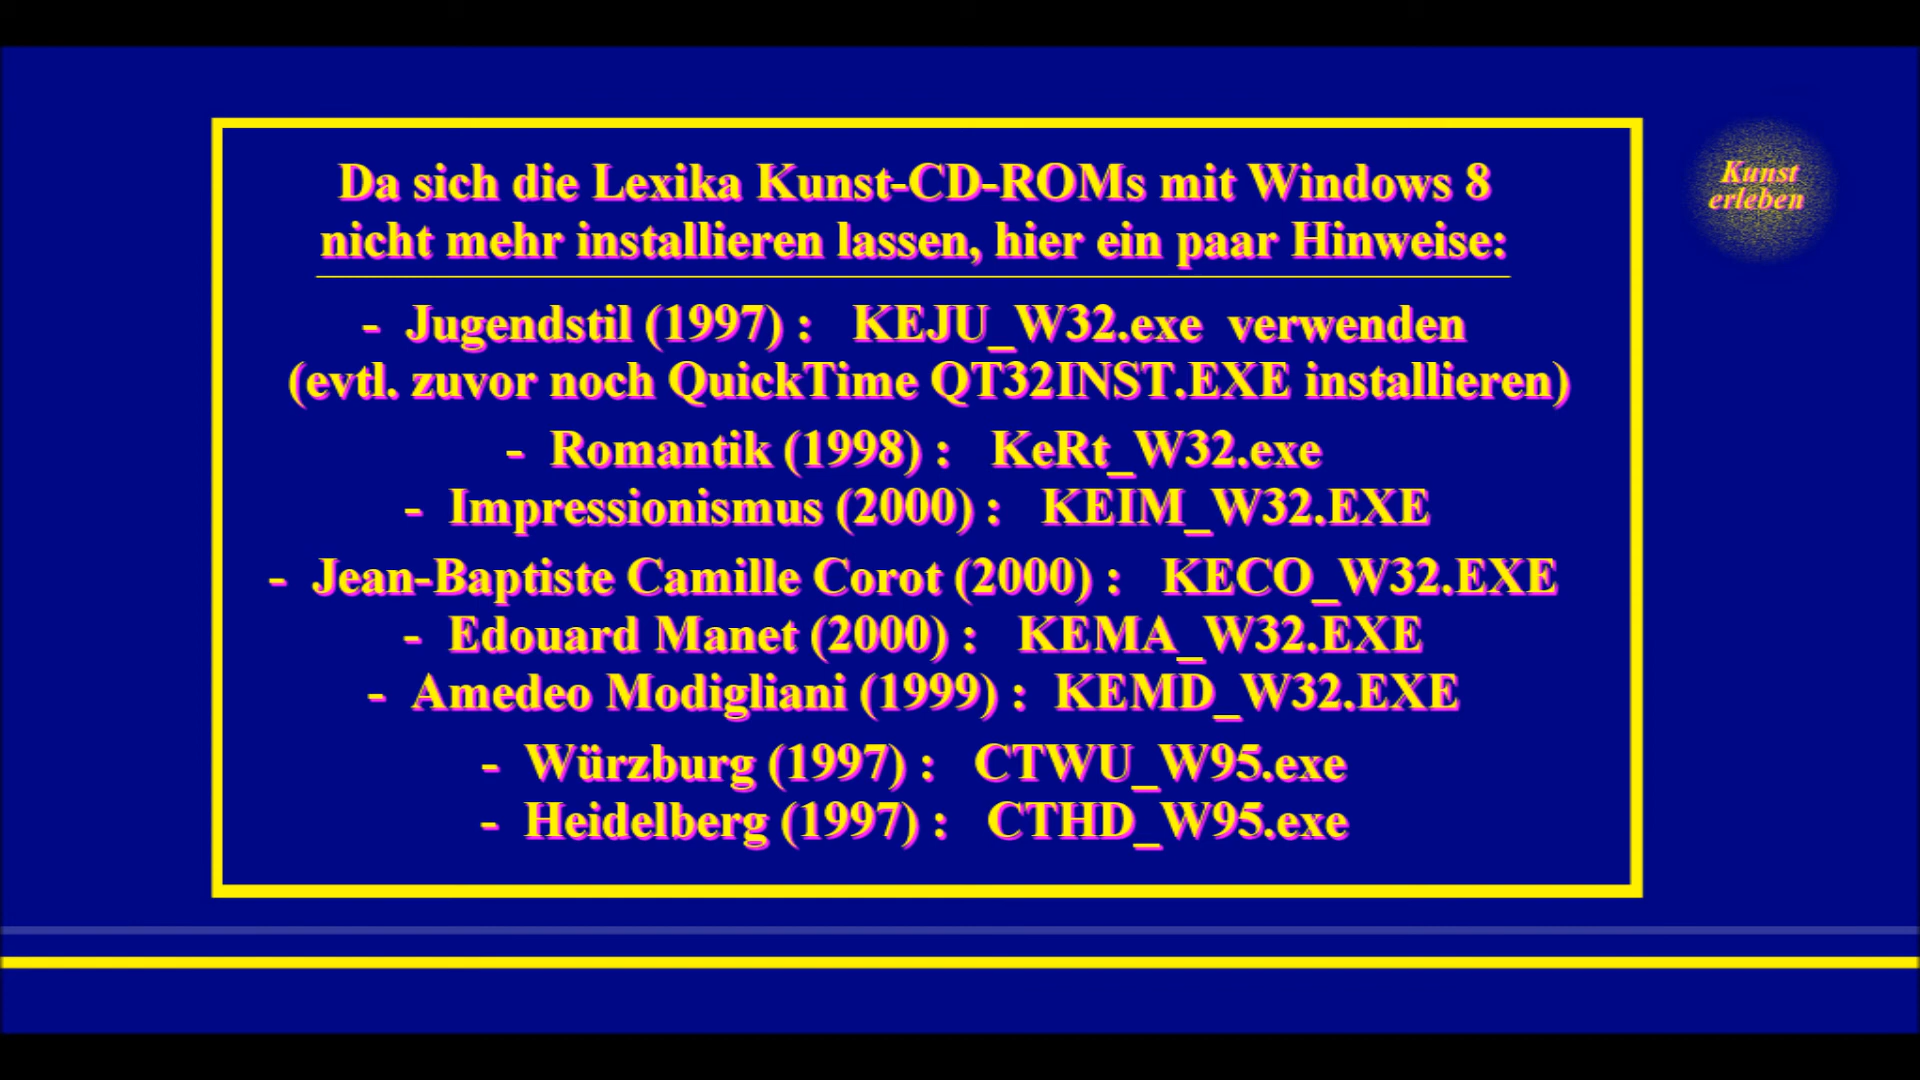 Da sich die Lexika Kunst-CD-ROMs mit Windows 8
nicht mehr installieren lassen, hier ein paar Hinweise:
- Jugendstil (1997) : KEJU_W32.exe verwenden
(evtl. zuvor noch QuickTime QT32INST.EXE installieren)
- Romantik (1998) : KeRt_W32.exe
- Impressionismus (2000) : KEIM_W32.EXE
- Jean-Baptiste Camille Corot (2000) : KECO_W32.EXE
- Edouard Manet (2000) : KEMA_W32.EXE
- Amedeo Modigliani (1999) : KEMD_W32.EXE
- Würzburg (1997) : CTWU_W95.exe
- Heidelberg (1997) : CTHD_W95.exe
Kunst
erleben